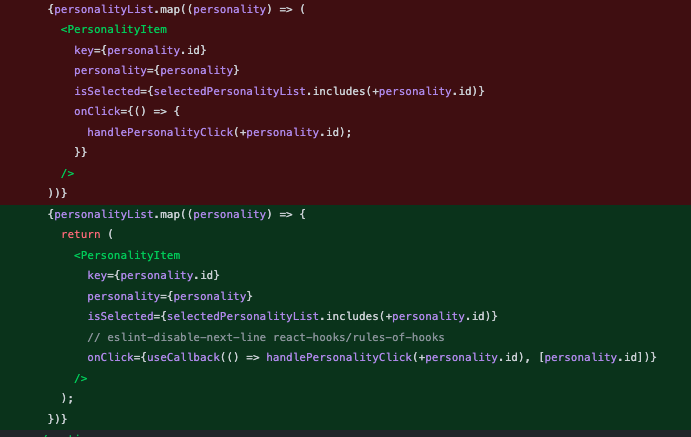 {personalityList.map((personality) => (
<PersonalityItem
key={personality.id}
personality={personality}
isSelected={selectedPersonalityList.includes(+personality.id)}
onClick={() => {
handlePersonalityClick(+personality.id);
}}
/>
))}
{personalityList.map((personality) => {
return (
<PersonalityItem
key={personality.id}
personality={personality}
isSelected={selectedPersonalityList.includes(+personality.id)}
// eslint-disable-next-line react-hooks/rules-of-hooks
onClick={useCallback(() => handlePersonalityClick(+personality.id), [personality.id])}
/>
);
})}